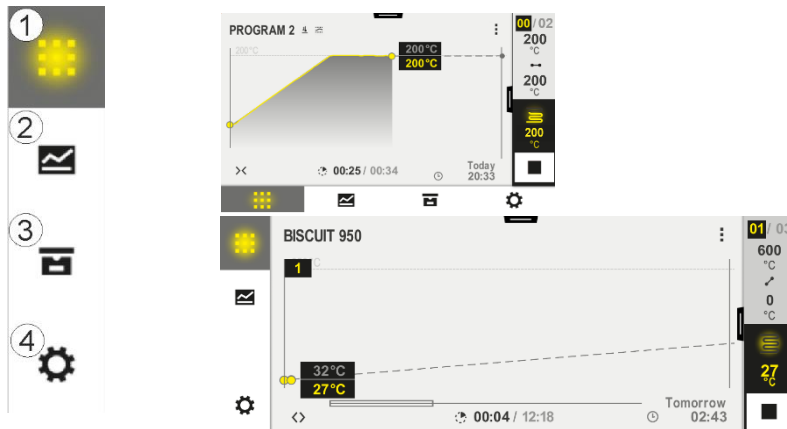 1
2
3
4
PROGRAM 2
200°C
200°C
200°C
00:25 / 00:34
Today
20:33
00/02
200
°C
200
°C
200
°C
BISCUIT 950
1
C
32°C
27°C
00:04 / 12:18
Tomorrow
02:43
01/03
600
°C
0
°C
27
°C